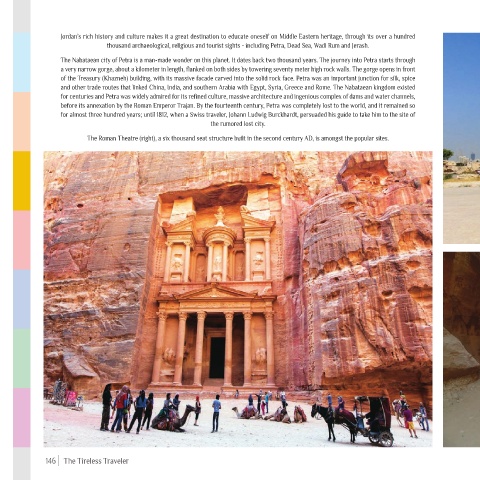 Jordan's rich history and culture makes it a great destination to educate oneself on Middle Eastern heritage, through its over a hundred
thousand archaeological, religious and tourist sights - including Petra, Dead Sea, Wadi Rum and Jerash.
The Nabataean city of Petra is a man-made wonder on this planet. It dates back two thousand years. The journey into Petra starts through
a very narrow gorge, about a kilometer in length, flanked on both sides by towering seventy meter high rock walls. The gorge opens in front
of the Treasury (Khazneh) building, with its massive facade carved into the solid rock face. Petra was an important junction for silk, spice
and other trade routes that linked China, India, and southern Arabia with Egypt, Syria, Greece and Rome. The Nabataean kingdom existed
for centuries and Petra was widely admired for its refined culture, massive architecture and ingenious complex of dams and water channels,
before its annexation by the Roman Emperor Trajan. By the fourteenth century, Petra was completely lost to the world, and it remained so
for almost three hundred years; until 1812, when a Swiss traveler, Johann Ludwig Burckhardt, persuaded his guide to take him to the site of
the rumored lost city.
The Roman Theatre (right), a six thousand seat structure built in the second century AD, is amongst the popular sites.
146 | The Tireless Traveler